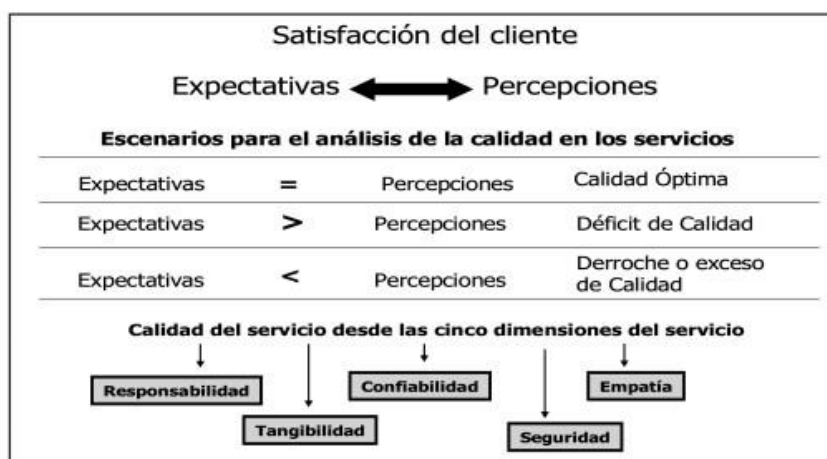 Satisfacción del cliente
Expectativas Percepciones
Escenarios para el análisis de la calidad en los servicios
Expectativas = Percepciones Calidad Óptima
Expectativas > Percepciones Déficit de Calidad
Expectativas < Percepciones Derroche o exceso
de Calidad
Calidad del servicio desde las cinco dimensiones del servicio
Responsabilidad Confiabilidad Empatía
Tangibilidad Seguridad